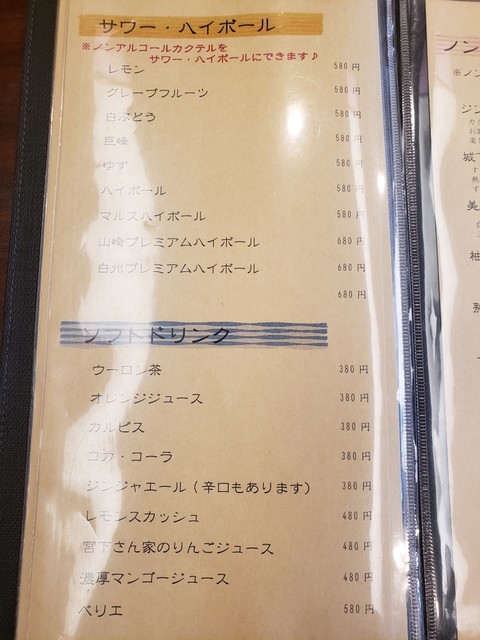 サワー・ハイボール
※ノンアルコールカクテルを
サワー・ハイボールにできます♪
レモン 580円
グレープフルーツ 580円
白ぶどう 580円
巨峰 580円
ゆず 580円
ハイボール 580円
マルスハイボール 580円
山崎プレミアムハイボール 680円
白州プレミアムハイボール 680円
680円
ソフトドリンク
ウーロン茶 380円
オレンジジュース 380円
カルピス 380円
コカ・コーラ 380円
ジンジャエール(辛口もあります) 380円
レモンスカッシュ 480円
宮下さん家のりんごジュース 480円
濃厚マンゴージュース 480円
ペリエ 580円
ノン
※ノン
ジン
城下
美
柚